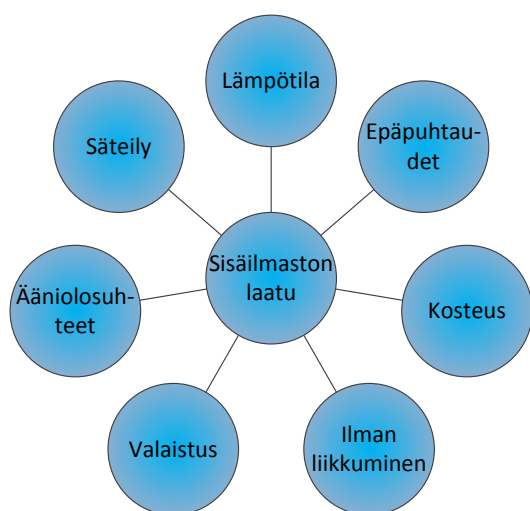 Lämpötila
Epäpuhtau-
det
Säteily
Sisäilmaston
laatu
Ääniolosuh-
teet
Kosteus
Valaistus
Ilman
liikkuminen